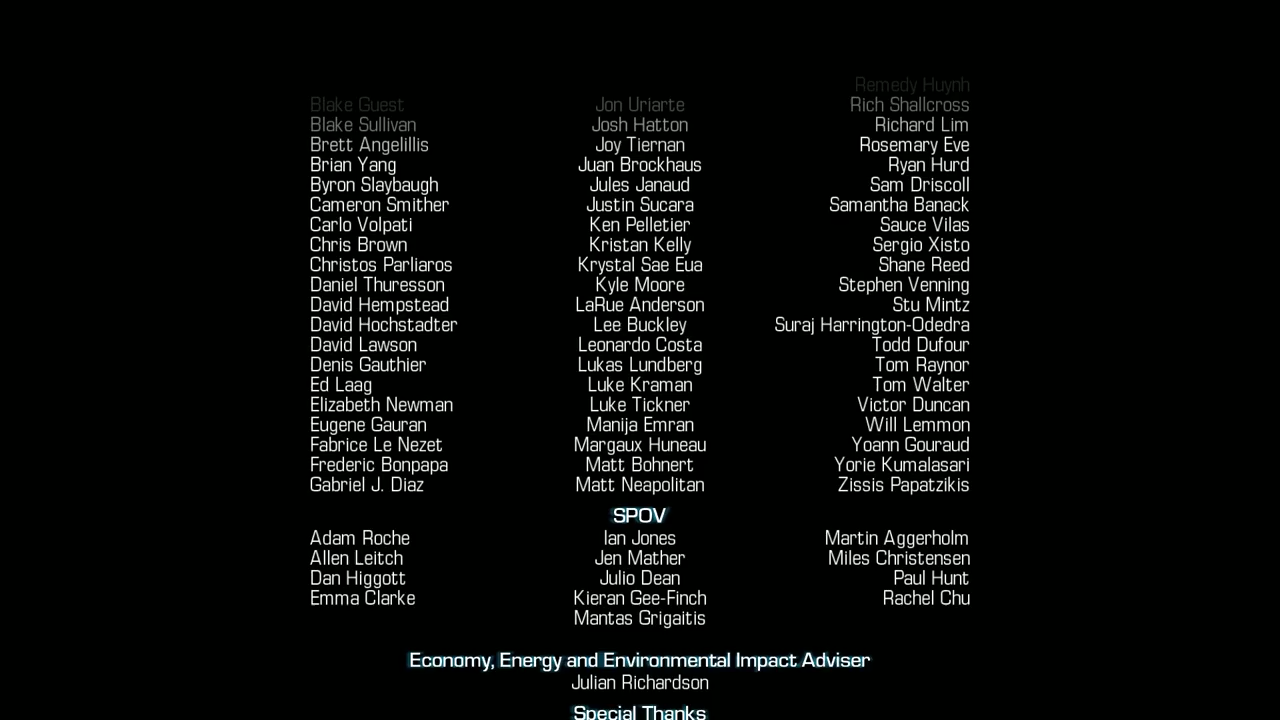 Remedy Huynh
Blake Guest Jon Uriarte Rich Shallcross
Blake Sullivan Josh Hatton Richard Lim
Brett Angelillis Joy Tiernan Rosemary Eve
Brian Yang Juan Brockhaus Ryan Hurd
Byron Slaybaugh Jules Janaud Sam Driscoll
Cameron Smither Justin Sucara Samantha Banack
Carlo Volpati Ken Pelletier Sauce Vilas
Chris Brown Kristan Kelly Sergio Xisto
Christos Parliaros Krystal Sae Eua Shane Reed
Daniel Thuresson Kyle Moore Stephen Venning
David Hempstead LaRue Anderson Stu Mintz
David Hochstadter Lee Buckley Suraj Harrington-Odedra
David Lawson Leonardo Costa Todd Dufour
Denis Gauthier Lukas Lundberg Tom Raynor
Ed Laag Luke Kraman Tom Walter
Elizabeth Newman Luke Tickner Victor Duncan
Eugene Gauran Manija Emran Will Lemmon
Fabrice Le Nezet Margaux Huneau Yoann Gouraud
Frederic Bonpapa Matt Bohnert Yorie Kumalasari
Gabriel J. Diaz Matt Neapolitan Zissis Papatzikis
SPOV
Adam Roche Ian Jones Martin Aggerholm
Allen Leitch Jen Mather Miles Christensen
Dan Higgott Julio Dean Paul Hunt
Emma Clarke Kieran Gee-Finch Rachel Chu
Mantas Grigaitis
Economy, Energy and Environmental Impact Adviser
Julian Richardson
Special Thanks